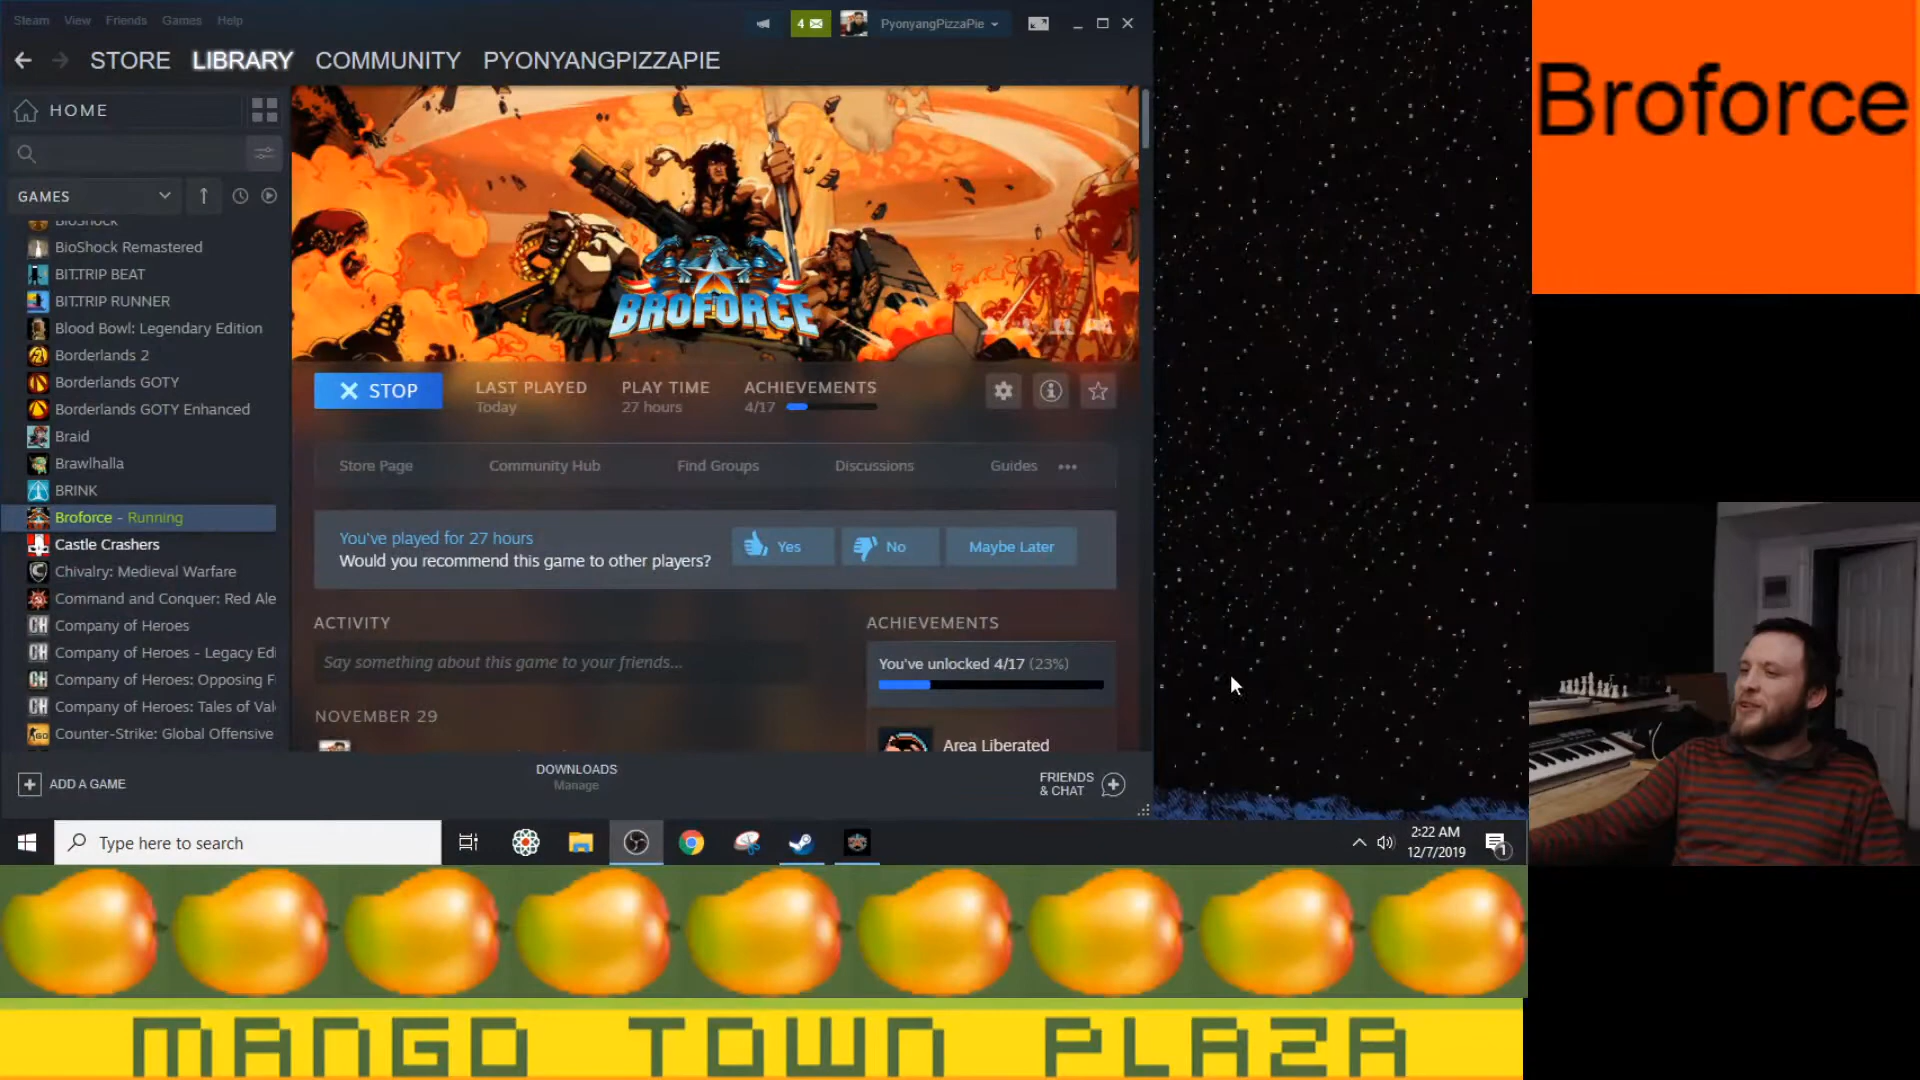 Steam View Friends Games Help
4 PyonyangPizzaPie
STORE LIBRARY COMMUNITY PYONYANGPIZZAPIE
HOME
GAMES
BioShock
BioShock Remastered
BIT.TRIP BEAT
BIT.TRIP RUNNER
Blood Bowl: Legendary Edition
Borderlands 2
Borderlands GOTY
Borderlands GOTY Enhanced
Braid
Brawlhalla
BRINK
Broforce - Running
Castle Crashers
Chivalry: Medieval Warfare
Command and Conquer: Red Ale
Company of Heroes
Company of Heroes - Legacy Edi
Company of Heroes: Opposing F
Company of Heroes: Tales of Val
Counter-Strike: Global Offensive
ADD A GAME
BROFORCE
STOP
LAST PLAYED
Today
PLAY TIME
27 hours
ACHIEVEMENTS
4/17
Store Page Community Hub Find Groups Discussions Guides
You've played for 27 hours
Would you recommend this game to other players?
Yes No Maybe Later
ACTIVITY
Say something about this game to your friends...
NOVEMBER 29
ACHIEVEMENTS
You've unlocked 4/17 (23%)
Area Liberated
DOWNLOADS
Manage
FRIENDS
& CHAT
Type here to search
2:22 AM
12/7/2019
1
Broforce
MANGO TOWN PLAZA